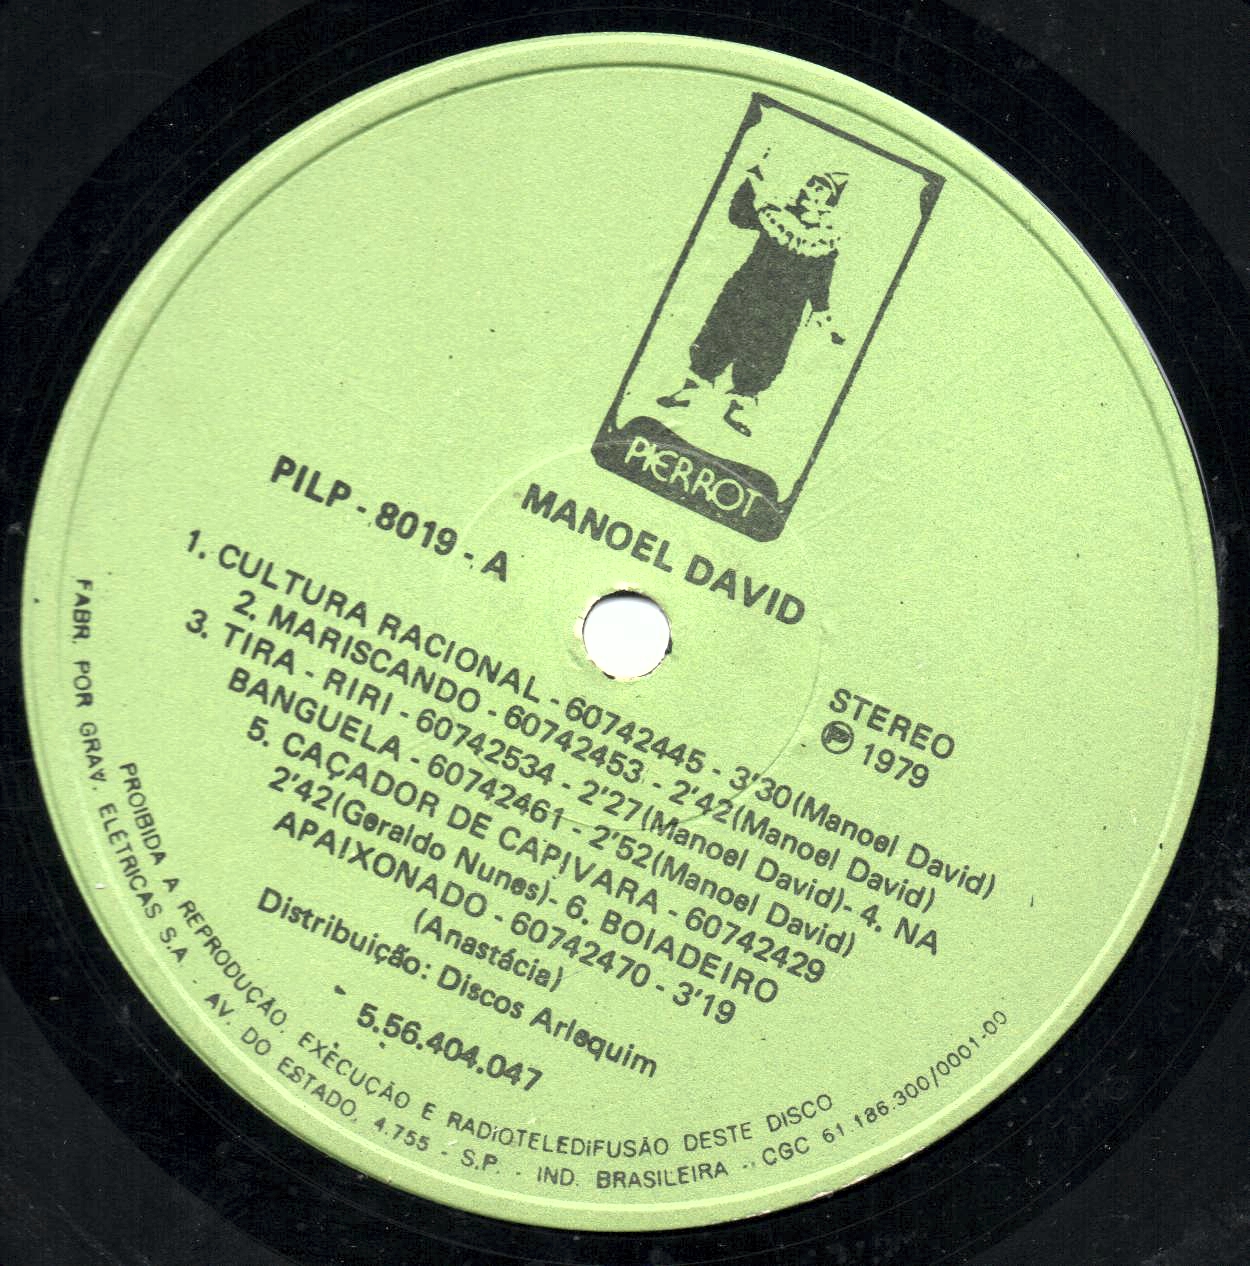 PIERROT
MANOEL DAVID
PILP - 8019 - A
STEREO
Ⓟ 1979
1. CULTURA RACIONAL - 60742445 - 3'30(Manoel David)
2. MARISCANDO - 60742453 - 2'42(Manoel David)
3. TIRA - RIRI - 60742534 - 2'27(Manoel David)- 4. NA
BANGUELA - 60742461 - 2'52(Manoel David)
5. CAÇADOR DE CAPIVARA - 60742429
2'42(Geraldo Nunes)- 6. BOIADEIRO
APAIXONADO - 60742470 - 3'19
(Anastácia)
Distribuição: Discos Arlequim
5.56.404.047
PROIBIDA A REPRODUÇÃO, EXECUÇÃO E RADIOTELEDIFUSÃO DESTE DISCO
FABR. POR GRAV. ELÉTRICAS S.A - AV. DO ESTADO, 4.755 - S.P. - IND. BRASILEIRA - CGC 61.186.300/0001-00